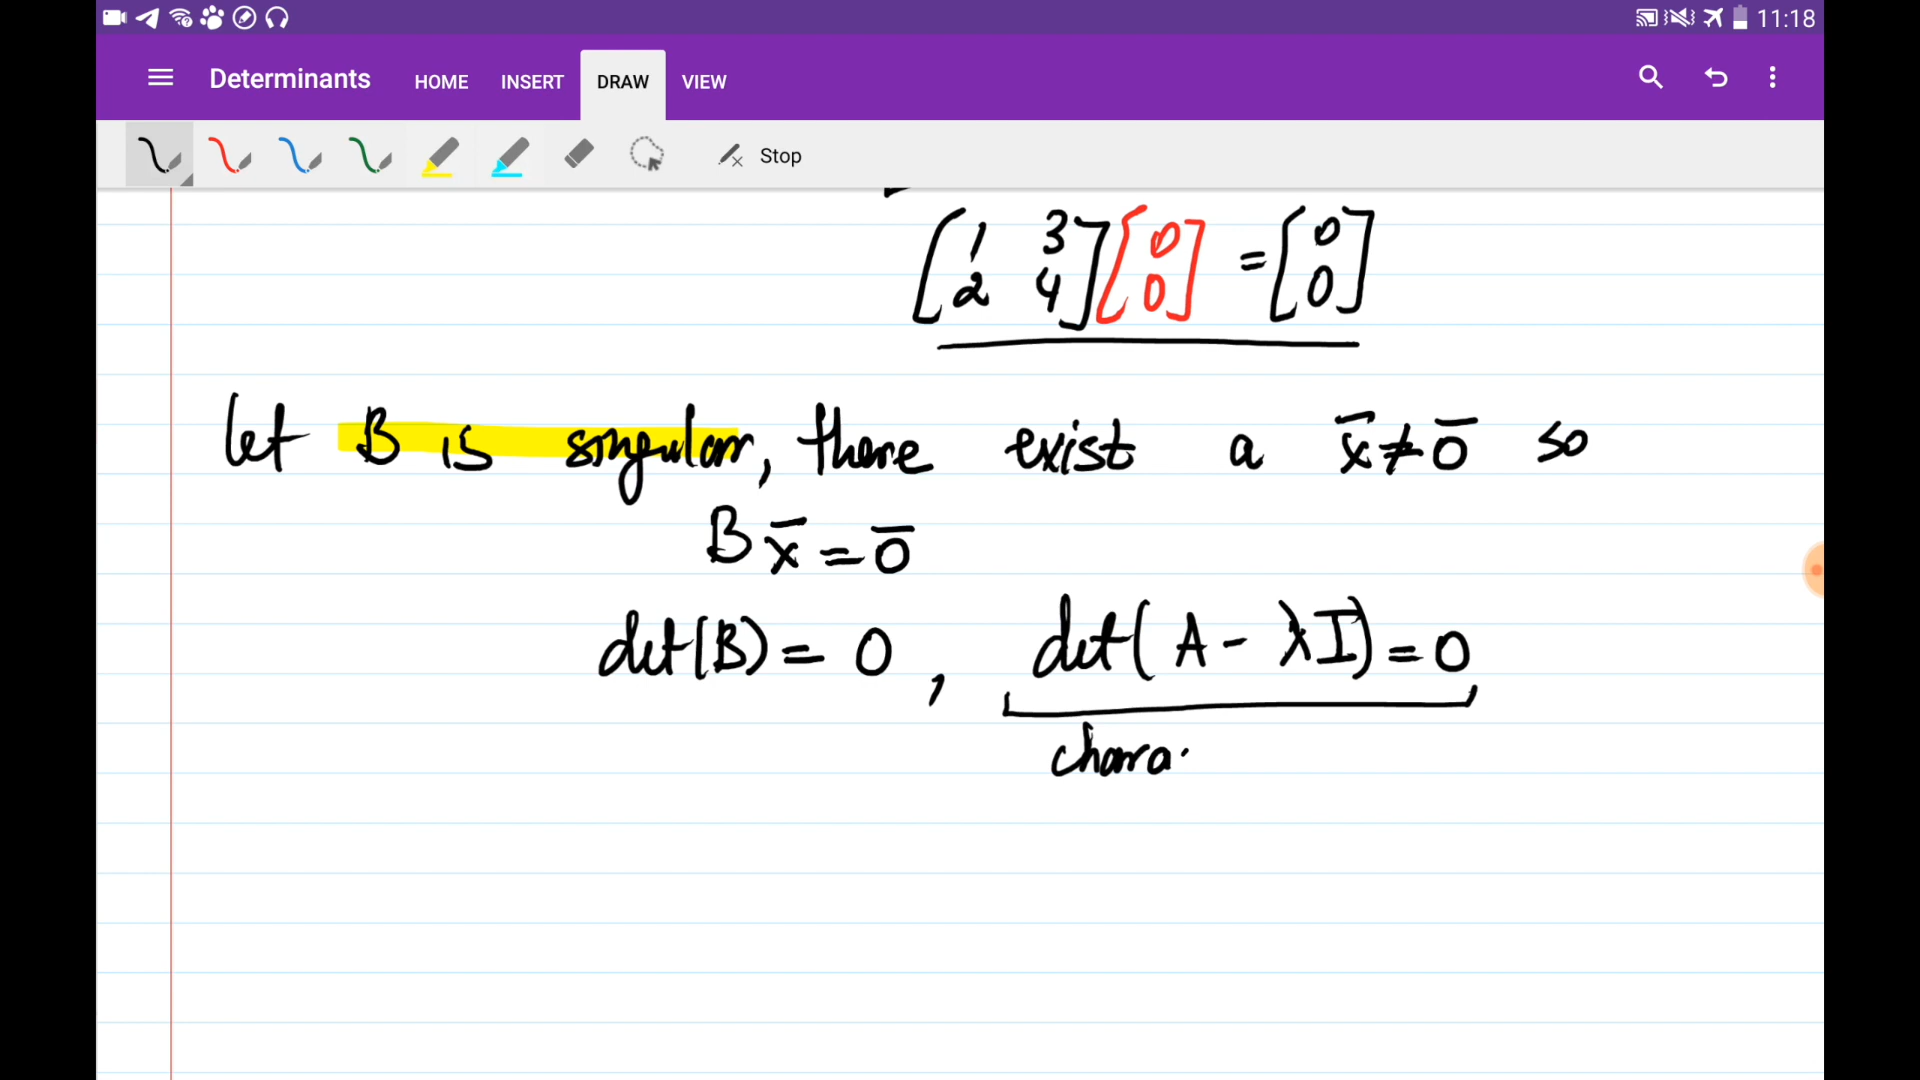 11:18
Determinants HOME INSERT DRAW VIEW
Stop
[1 3
2 4] [0
0] = [0
0]
let B is singular, there exist a x̄ ≠ 0̄ so
B x̄ = 0̄
det(B) = 0 , det(A - λI) = 0
chara